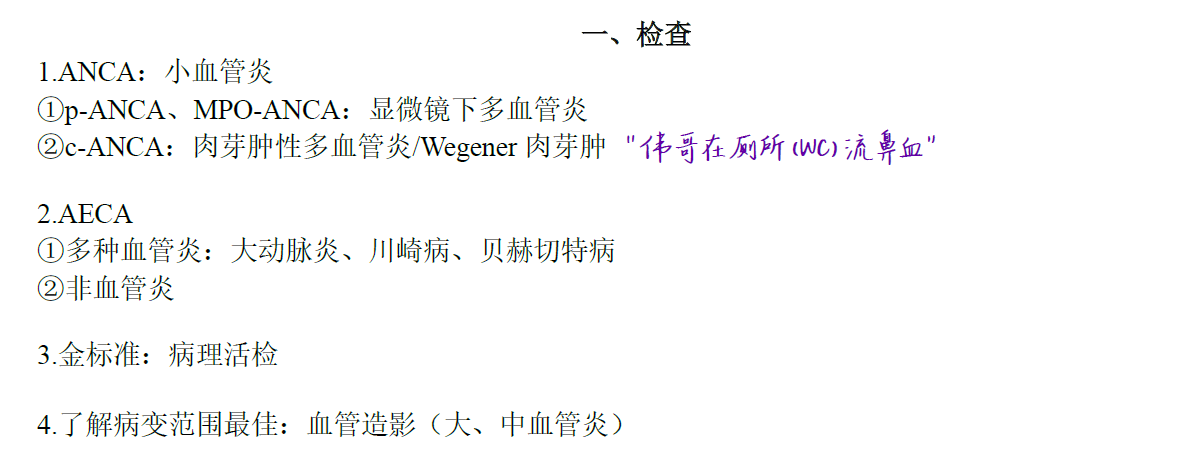 一、检查
1.ANCA：小血管炎
①p-ANCA、MPO-ANCA：显微镜下多血管炎
②c-ANCA：肉芽肿性多血管炎/Wegener 肉芽肿 "伟哥在厕所(WC)流鼻血"
2.AECA
①多种血管炎：大动脉炎、川崎病、贝赫切特病
②非血管炎
3.金标准：病理活检
4.了解病变范围最佳：血管造影（大、中血管炎）